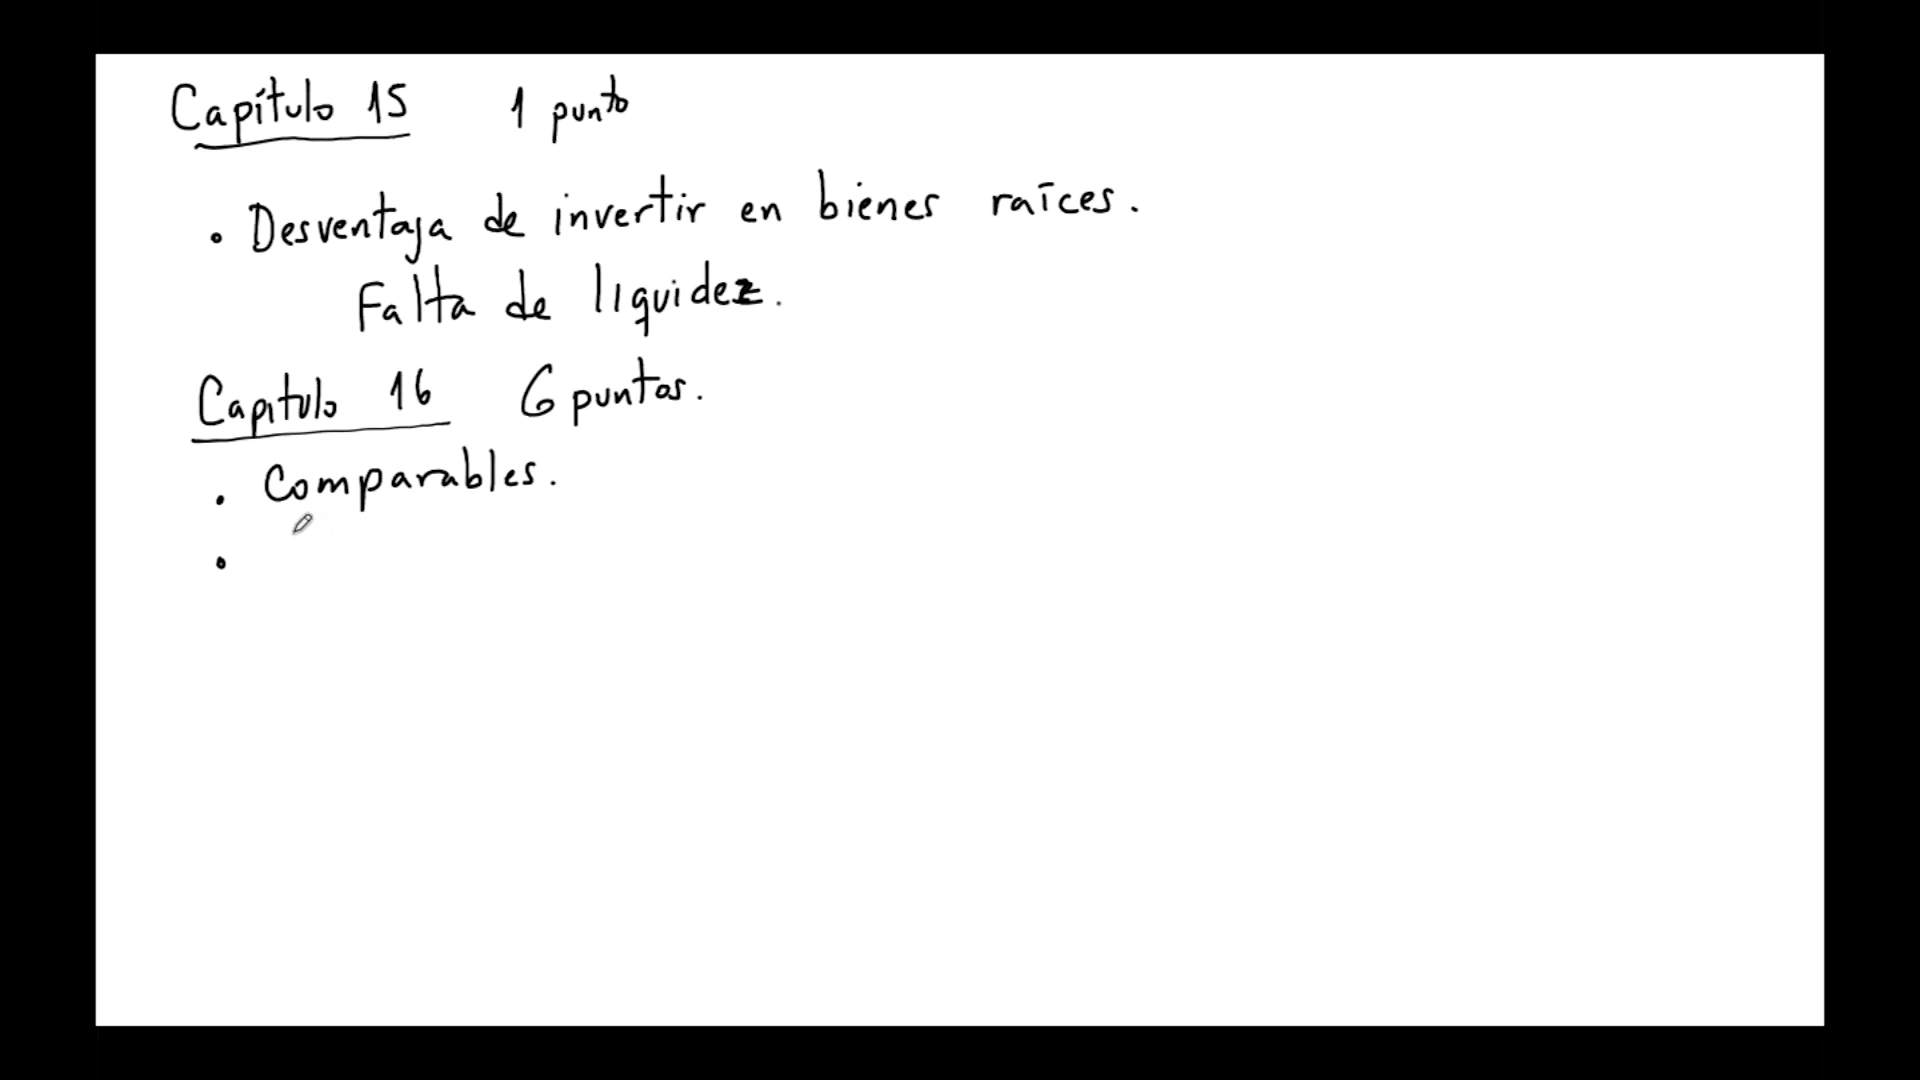 Capítulo 15 1 punto
• Desventaja de invertir en bienes raíces.
Falta de liquidez.
Capitulo 16 6 puntos.
• Comparables.
•